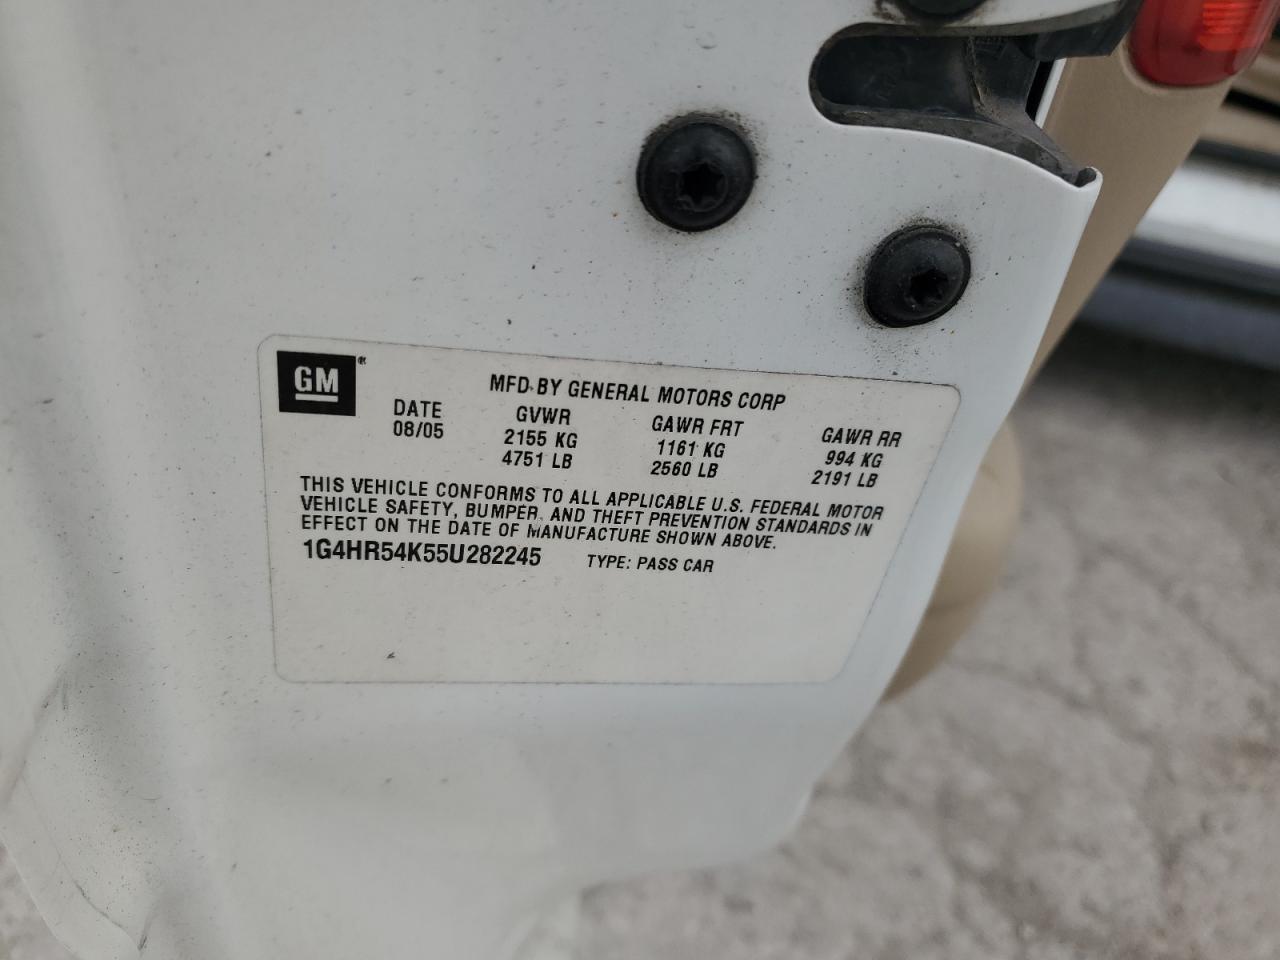 GM®
MFD BY GENERAL MOTORS CORP
DATE GVWR GAWR FRT GAWR RR
08/05 2155 KG 1161 KG 994 KG
4751 LB 2560 LB 2191 LB
THIS VEHICLE CONFORMS TO ALL APPLICABLE U.S. FEDERAL MOTOR
VEHICLE SAFETY, BUMPER, AND THEFT PREVENTION STANDARDS IN
EFFECT ON THE DATE OF MANUFACTURE SHOWN ABOVE.
1G4HR54K55U282245 TYPE: PASS CAR